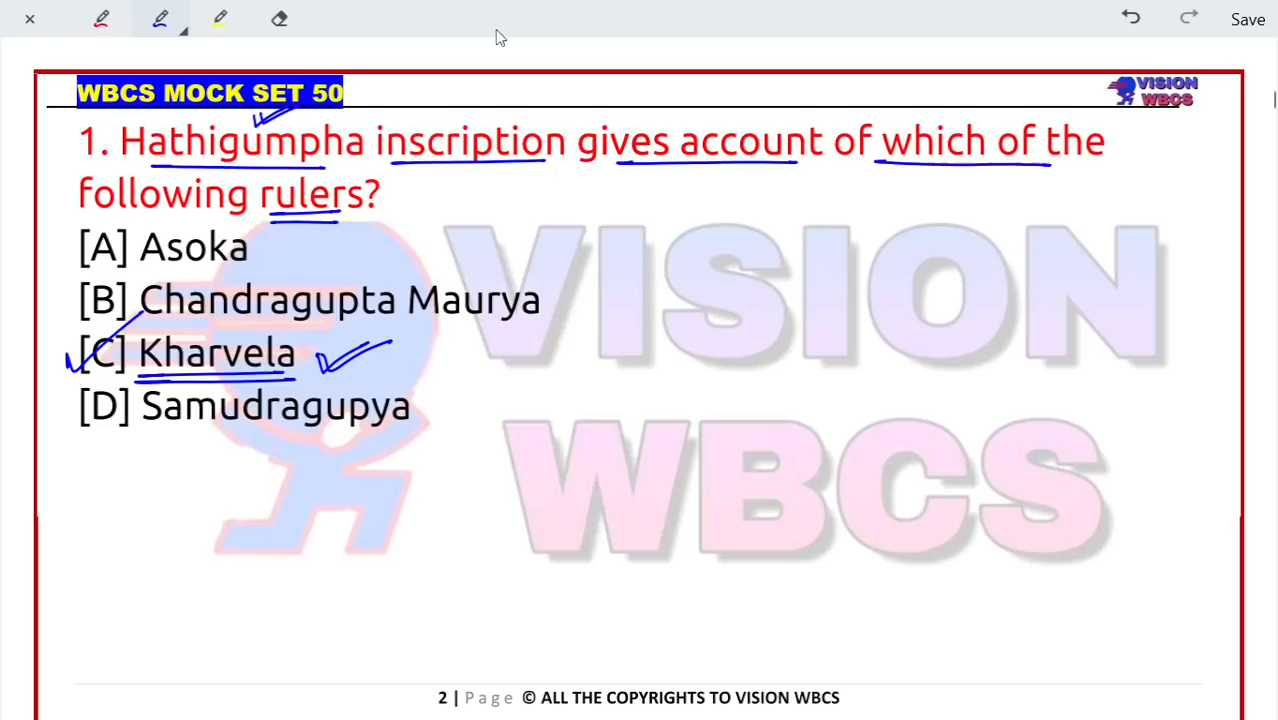 Save
WBCS MOCK SET 50
VISION
WBCS
1. Hathigumpha inscription gives account of which of the
following rulers?
[A] Asoka
[B] Chandragupta Maurya
[C] Kharvela
[D] Samudragupya
VISION
WBCS
2 | Page © ALL THE COPYRIGHTS TO VISION WBCS